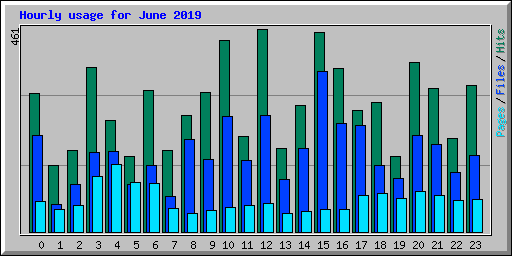 Hourly usage for June 2019
461
Pages/Files/Hits
0 1 2 3 4 5 6 7 8 9 10 11 12 13 14 15 16 17 18 19 20 21 22 23